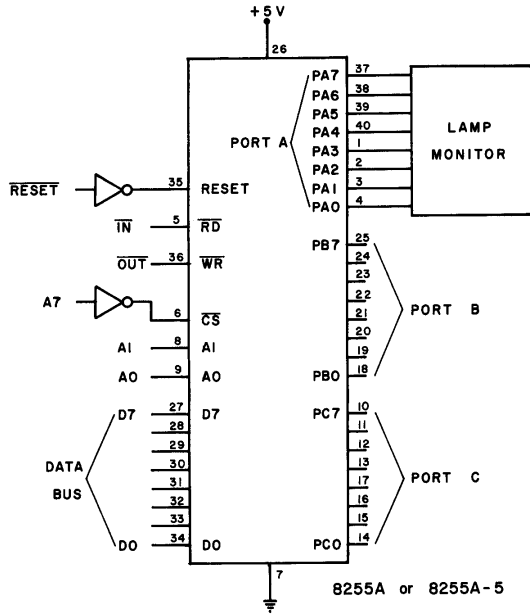 +5V
26
PA7 37
PA6 38
PA5 39
PORT A PA4 40
PA3 1
PA2 2
PA1 3
PA0 4
LAMP
MONITOR
RESET 35 RESET
IN 5 RD
OUT 36 WR
A7 6 CS
A1 8 A1
A0 9 A0
PB7 25
24
23
22
21
20
19
PB0 18
PORT B
DATA
BUS
D7 27 D7
28
29
30
31
32
33
D0 34 D0
PC7 10
11
12
13
17
16
15
PC0 14
PORT C
7
8255A or 8255A-5